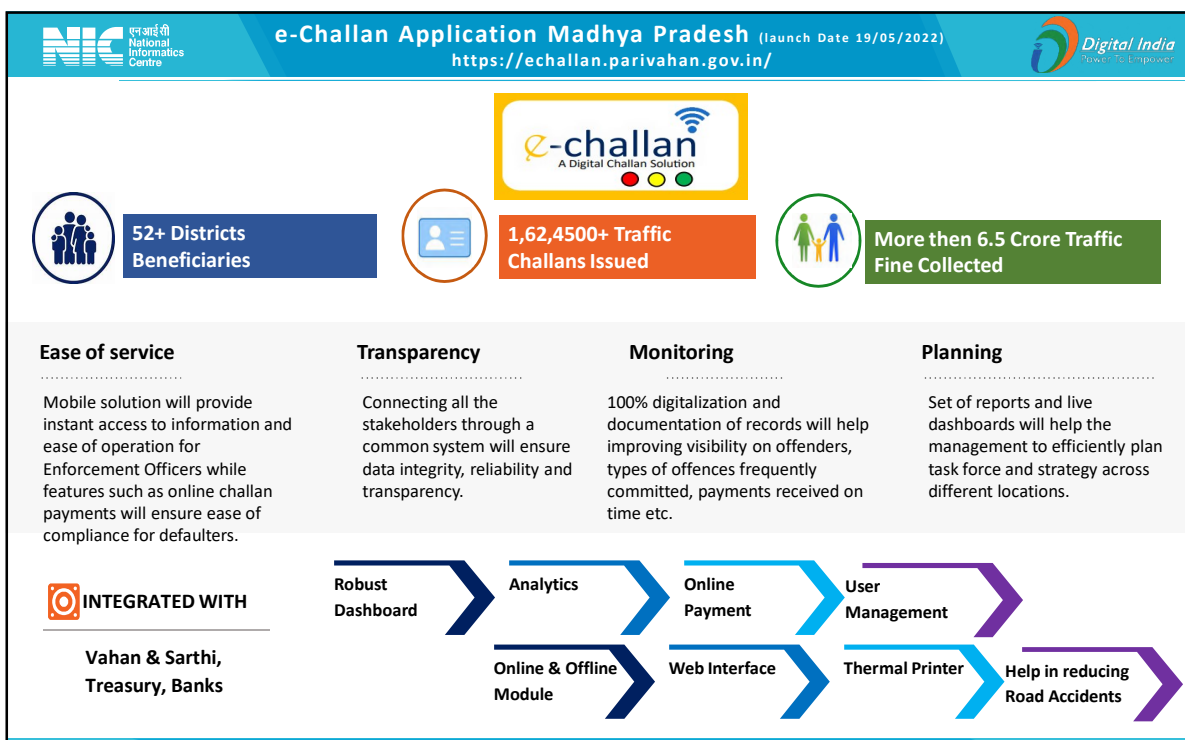 NIC
एन आई सी
National
Informatics
Centre
e-Challan Application Madhya Pradesh (launch Date 19/05/2022)
https://echallan.parivahan.gov.in/
Digital India
Power To Empower
e-challan
A Digital Challan Solution
52+ Districts
Beneficiaries
1,62,4500+ Traffic
Challans Issued
More then 6.5 Crore Traffic
Fine Collected
Ease of service
Mobile solution will provide
instant access to information and
ease of operation for
Enforcement Officers while
features such as online challan
payments will ensure ease of
compliance for defaulters.
Transparency
Connecting all the
stakeholders through a
common system will ensure
data integrity, reliability and
transparency.
Monitoring
100% digitalization and
documentation of records will help
improving visibility on offenders,
types of offences frequently
committed, payments received on
time etc.
Planning
Set of reports and live
dashboards will help the
management to efficiently plan
task force and strategy across
different locations.
INTEGRATED WITH
Vahan & Sarthi,
Treasury, Banks
Robust
Dashboard
Analytics
Online
Payment
User
Management
Online & Offline
Module
Web Interface
Thermal Printer
Help in reducing
Road Accidents